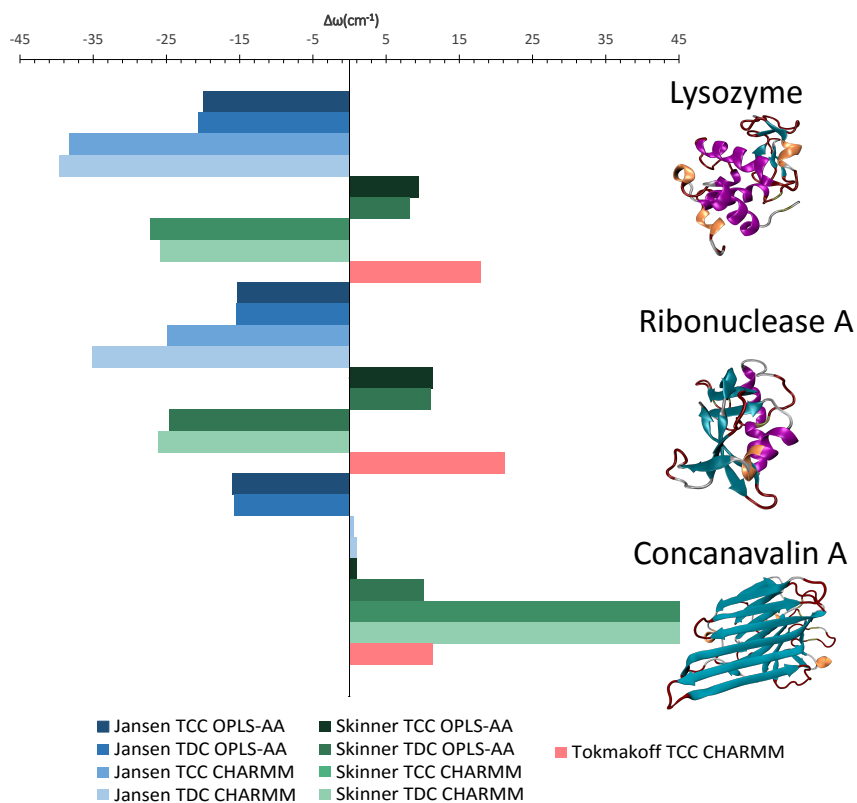 Δω(cm⁻¹)
-45 -35 -25 -15 -5 5 15 25 35 45
Lysozyme
Ribonuclease A
Concanavalin A
Jansen TCC OPLS-AA Skinner TCC OPLS-AA
Jansen TDC OPLS-AA Skinner TDC OPLS-AA Tokmakoff TCC CHARMM
Jansen TCC CHARMM Skinner TCC CHARMM
Jansen TDC CHARMM Skinner TDC CHARMM